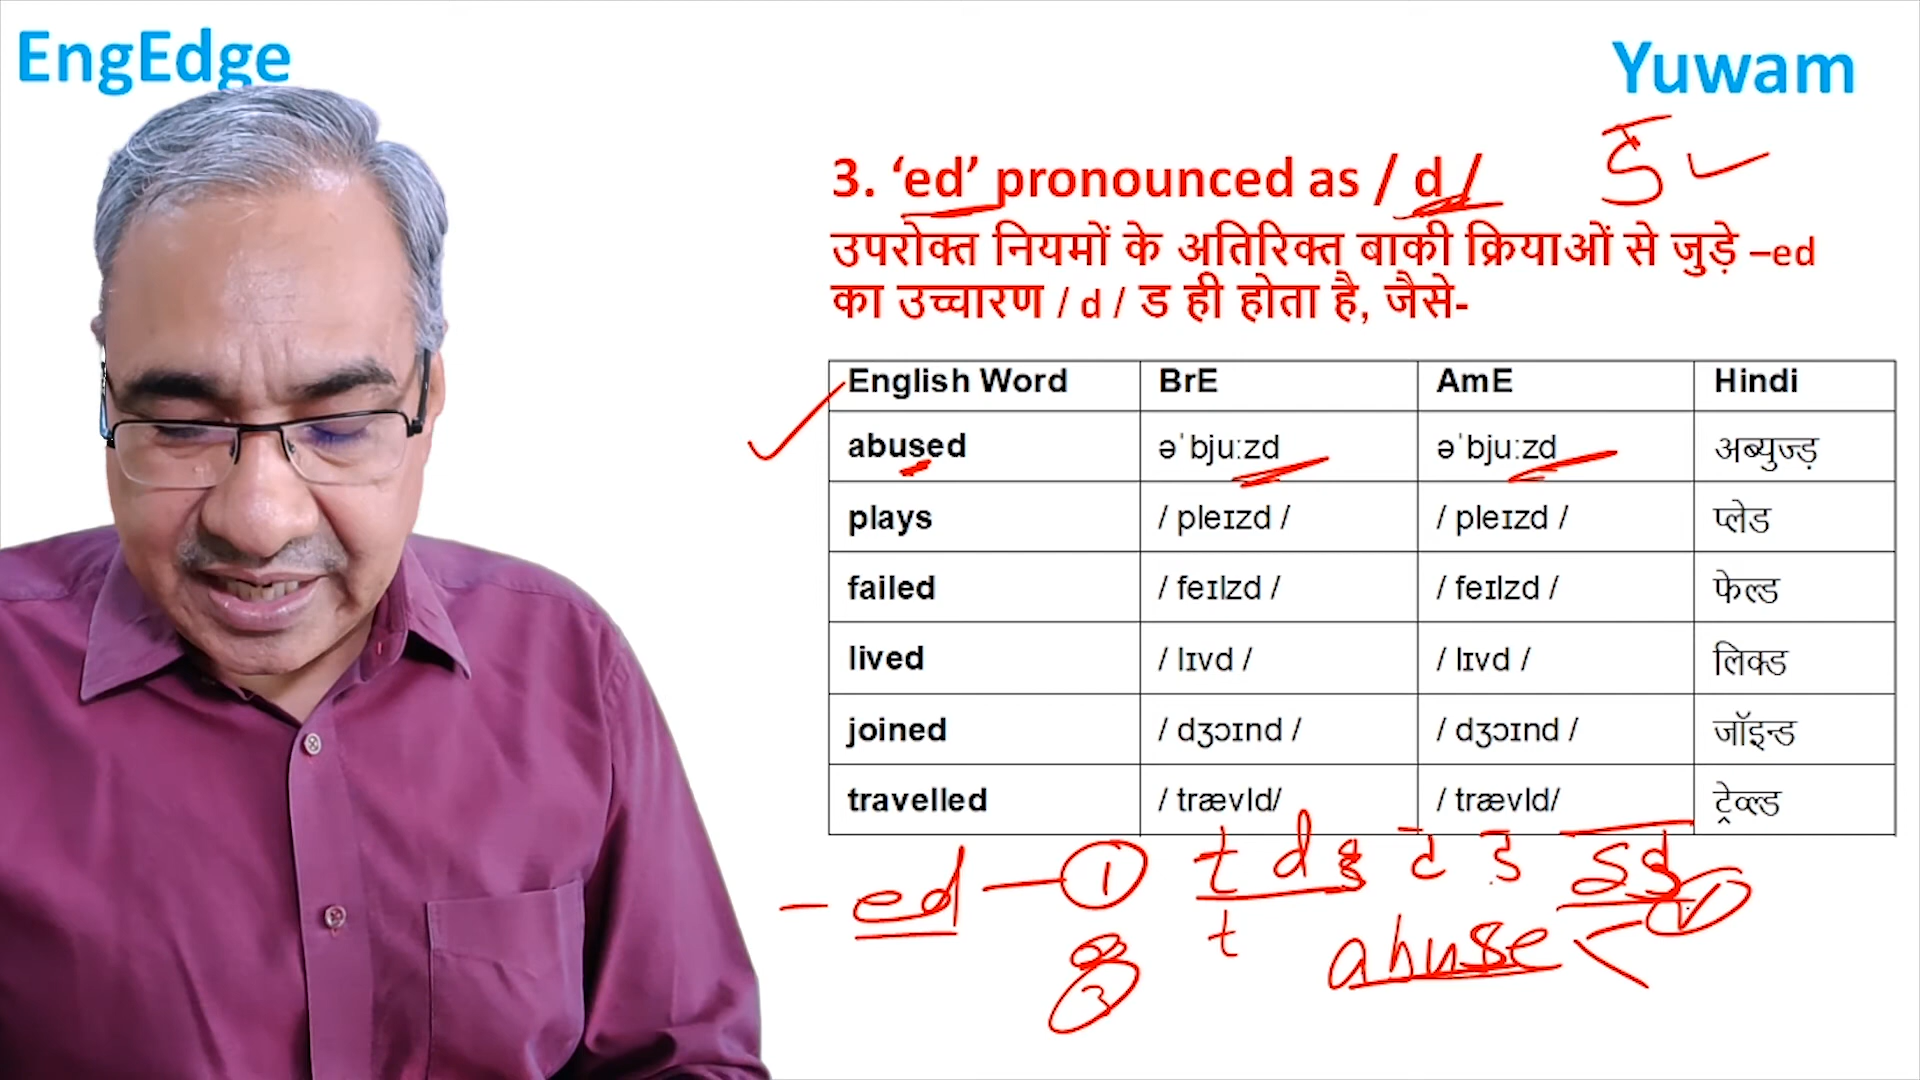 EngEdge
Yuwam
3. ‘ed’ pronounced as / d /
ड
उपरोक्त नियमों के अतिरिक्त बाकी क्रियाओं से जुड़े –ed
का उच्चारण / d / ड ही होता है, जैसे-
English Word BrE AmE Hindi
abused əˈbjuːzd əˈbjuːzd अब्युज्ड़
plays / pleɪzd / / pleɪzd / प्लेड
failed / feɪlzd / / feɪlzd / फेल्ड
lived / lɪvd / / lɪvd / लिक्ड
joined / dʒɔɪnd / / dʒɔɪnd / जॉइन्ड
travelled / trævld/ / trævld/ ट्रेव्ल्ड
- ed — 1 t d ट ड
3 t abuse